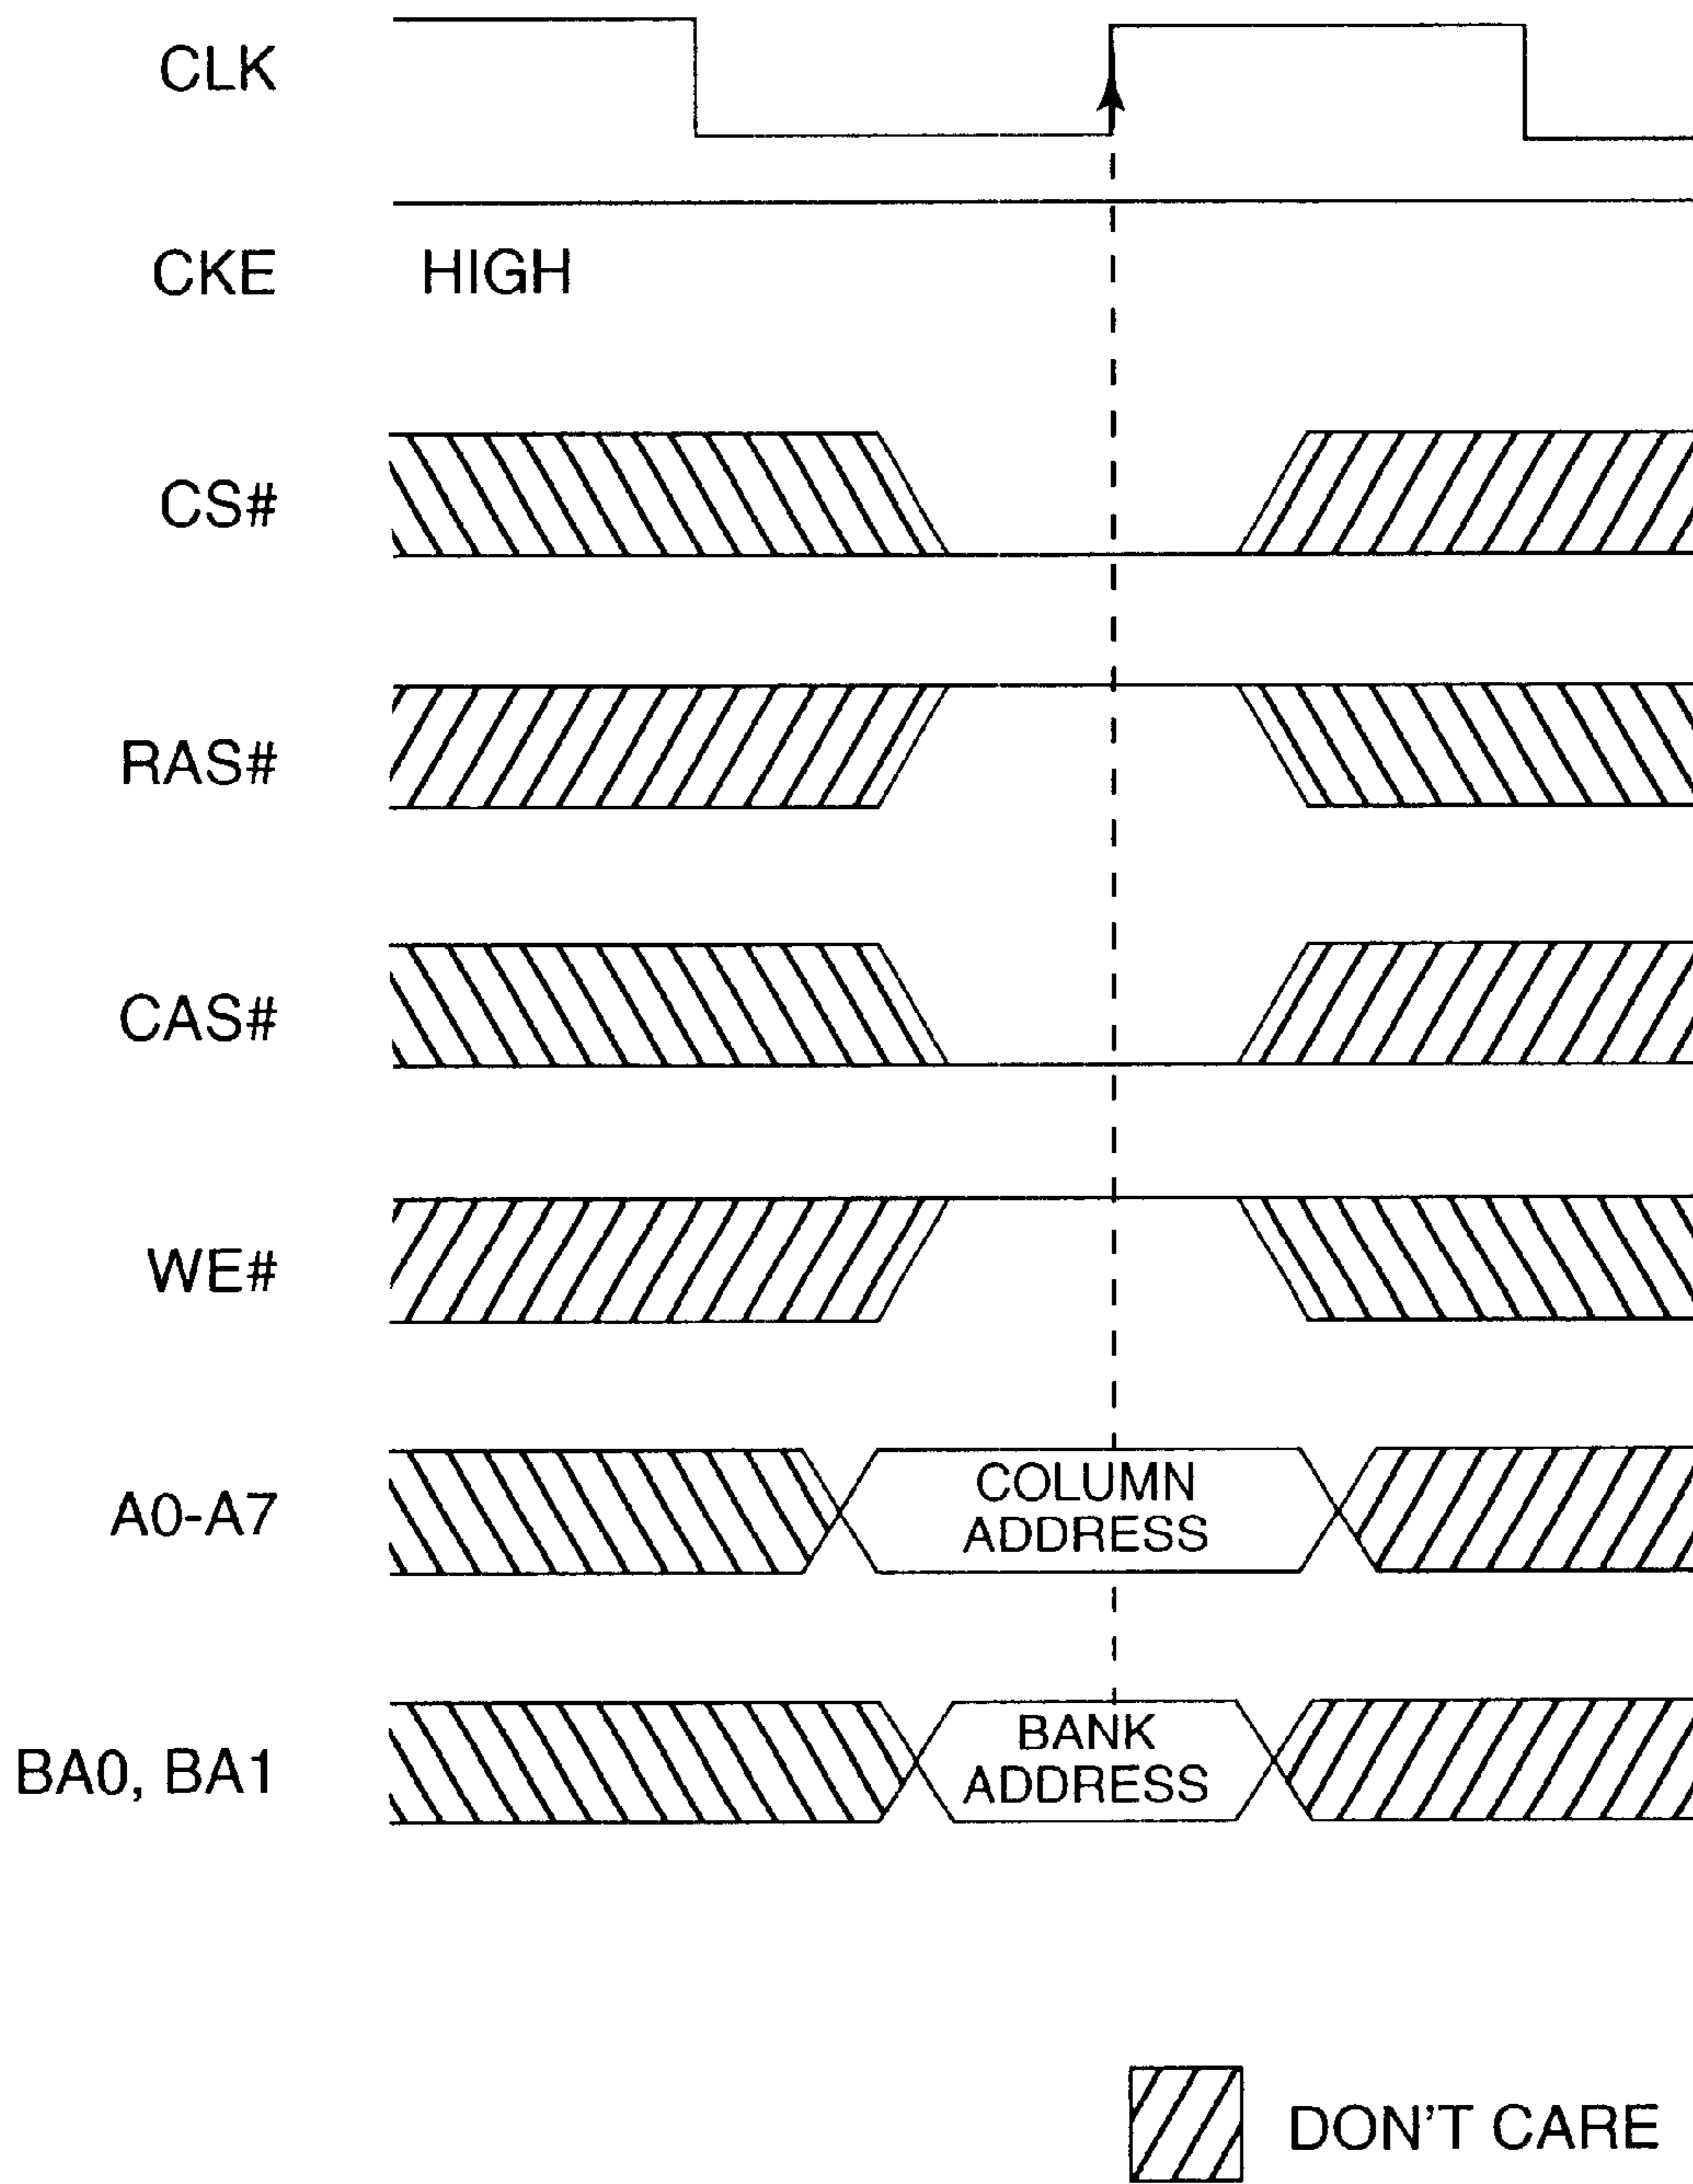 CLK
CKE HIGH
CS#
RAS#
CAS#
WE#
A0-A7
COLUMN
ADDRESS
BA0, BA1
BANK
ADDRESS
DON'T CARE